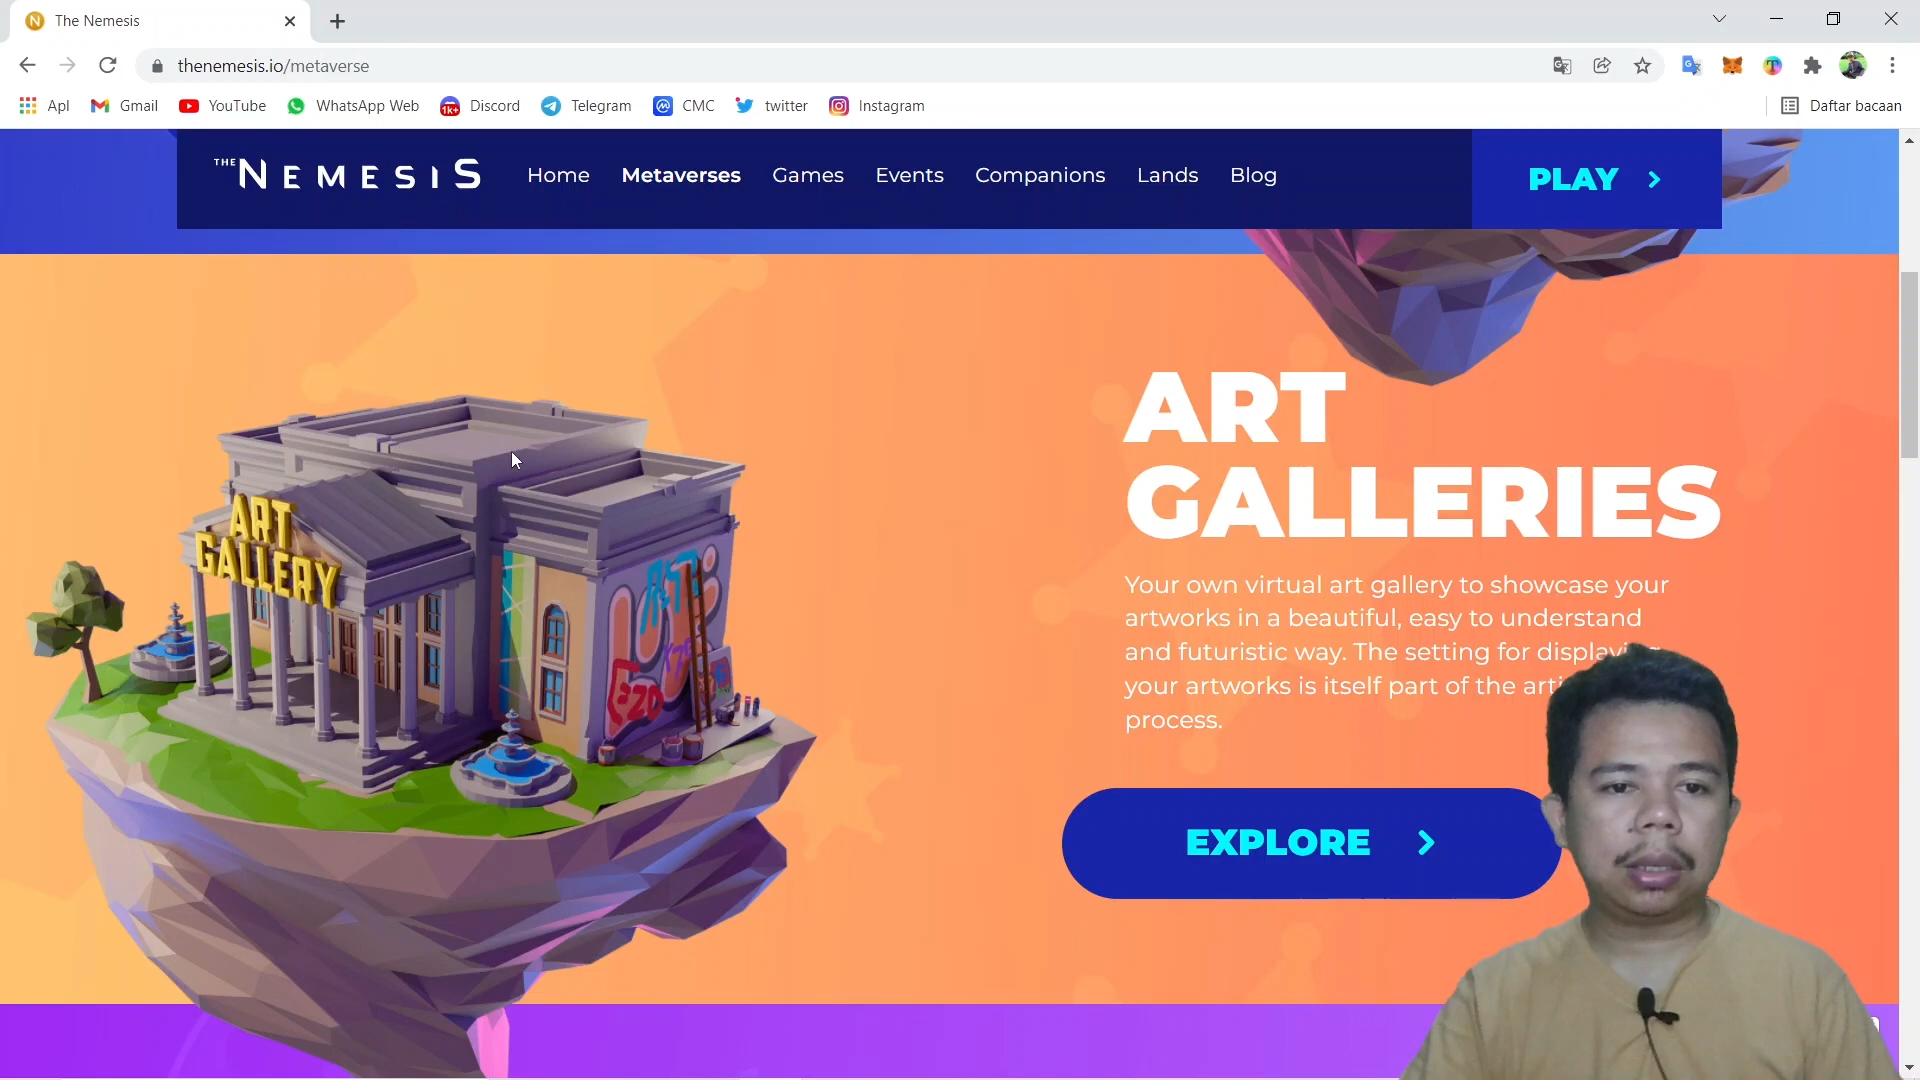 The Nemesis
thenemesis.io/metaverse
Apl
Gmail
YouTube
WhatsApp Web
1k+
Discord
Telegram
CMC
twitter
Instagram
Daftar bacaan
THE NEMESIS
Home
Metaverses
Games
Events
Companions
Lands
Blog
PLAY
ART
GALLERY
ART
GALLERIES
Your own virtual art gallery to showcase your
artworks in a beautiful, easy to understand
and futuristic way. The setting for
your artworks is itself part of the
process.
EXPLORE